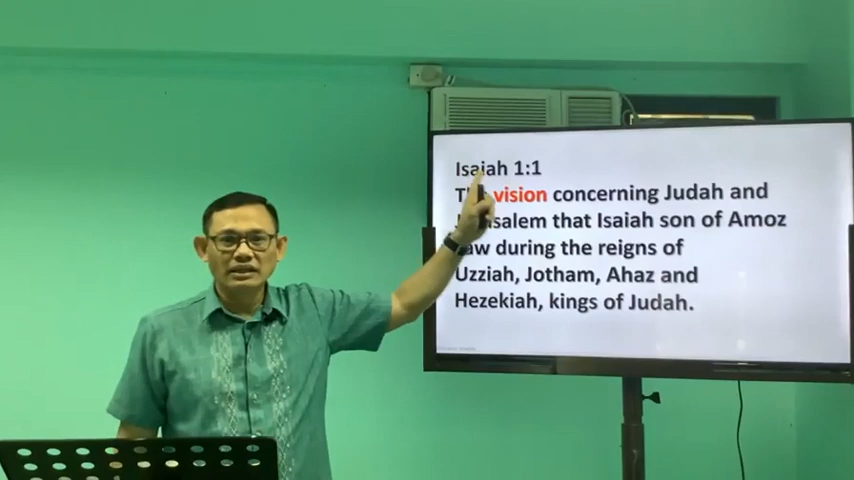 Isaiah 1:1
vision concerning Judah and
that Isaiah son of Amoz
during the reigns of
Uzziah, Jotham, Ahaz and
Hezekiah, kings of Judah.